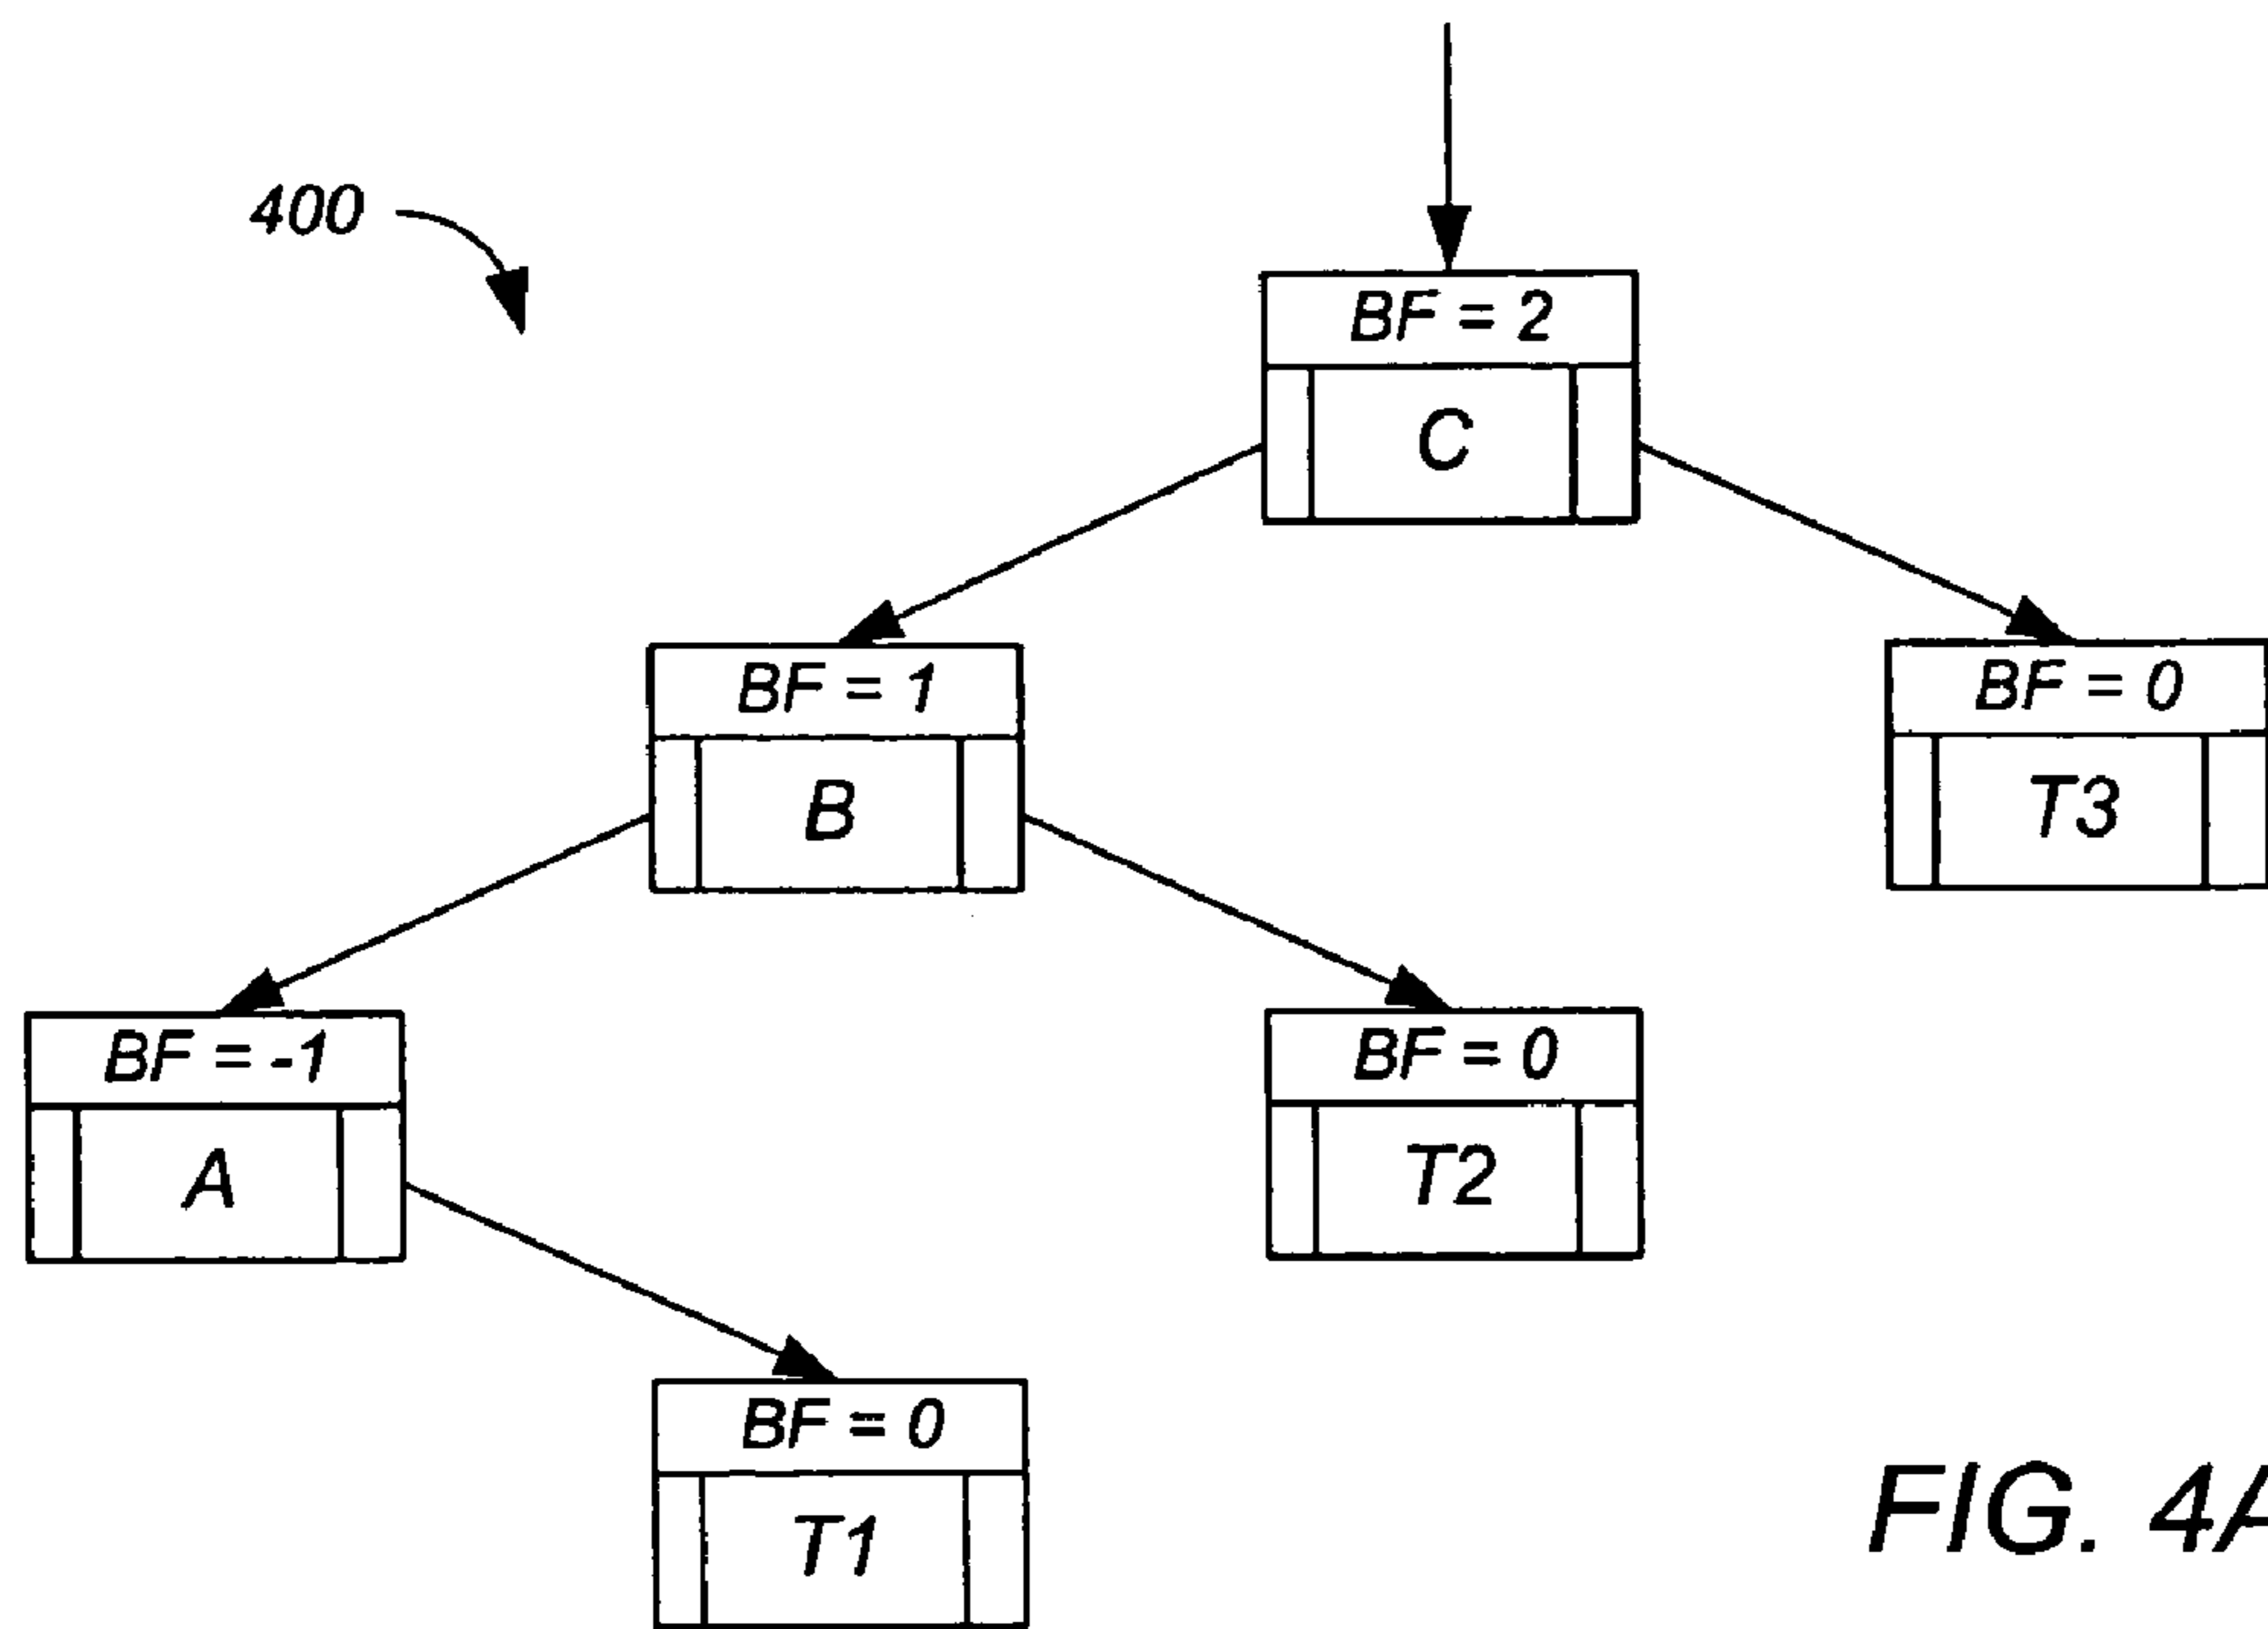 400
BF = 2
C
BF = 1
B
BF = 0
T3
BF = -1
A
BF = 0
T2
BF = 0
T1
FIG. 4A